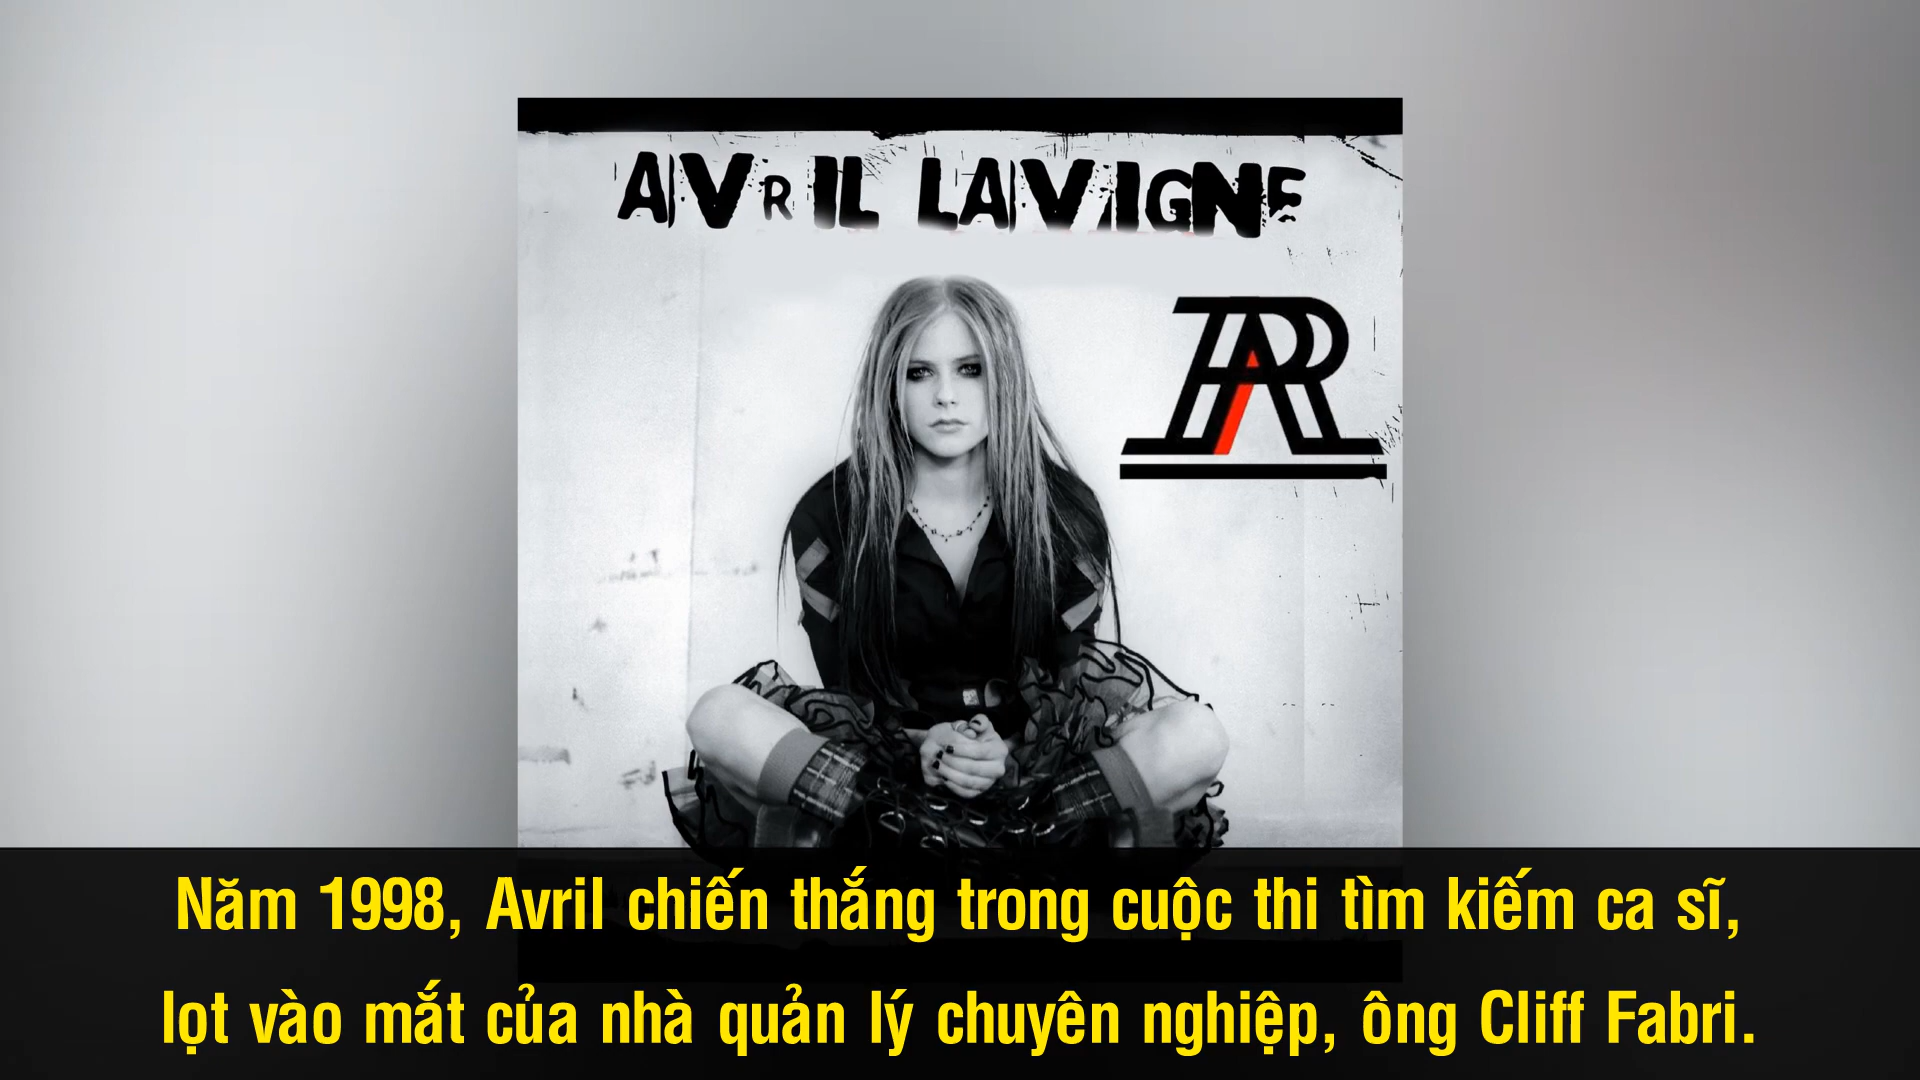 AVRIL LAVIGNE
Năm 1998, Avril chiến thắng trong cuộc thi tìm kiếm ca sĩ,
lọt vào mắt của nhà quản lý chuyên nghiệp, ông Cliff Fabri.